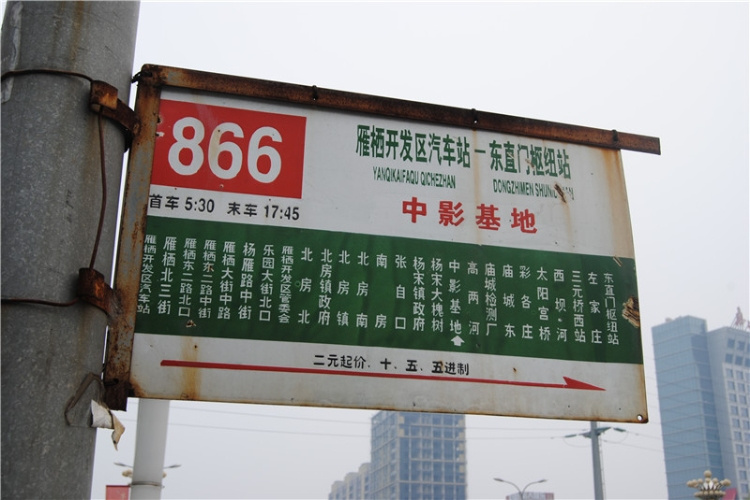 866
雁栖开发区汽车站—东直门枢纽站
YANQIKAIFAQU QICHEZHAN
DONGZHIMEN SHUNIUZHAN
首车 5:30 末车 17:45
中影基地
雁栖开发区汽车站
雁栖北三街
雁栖东二路北口
雁栖东二路中街
雁栖大街中路
杨雁路中街
乐园大街北口
雁栖开发区管委会
北房北
北房镇政府
北房镇
北房南
南房
张自口
杨宋镇政府
杨宋大槐树
中影基地
高两河
庙城检测厂
庙城东
彩各庄
太阳宫桥
西坝河
三元桥西站
左家庄
东直门枢纽站
二元起价、十、五、五进制